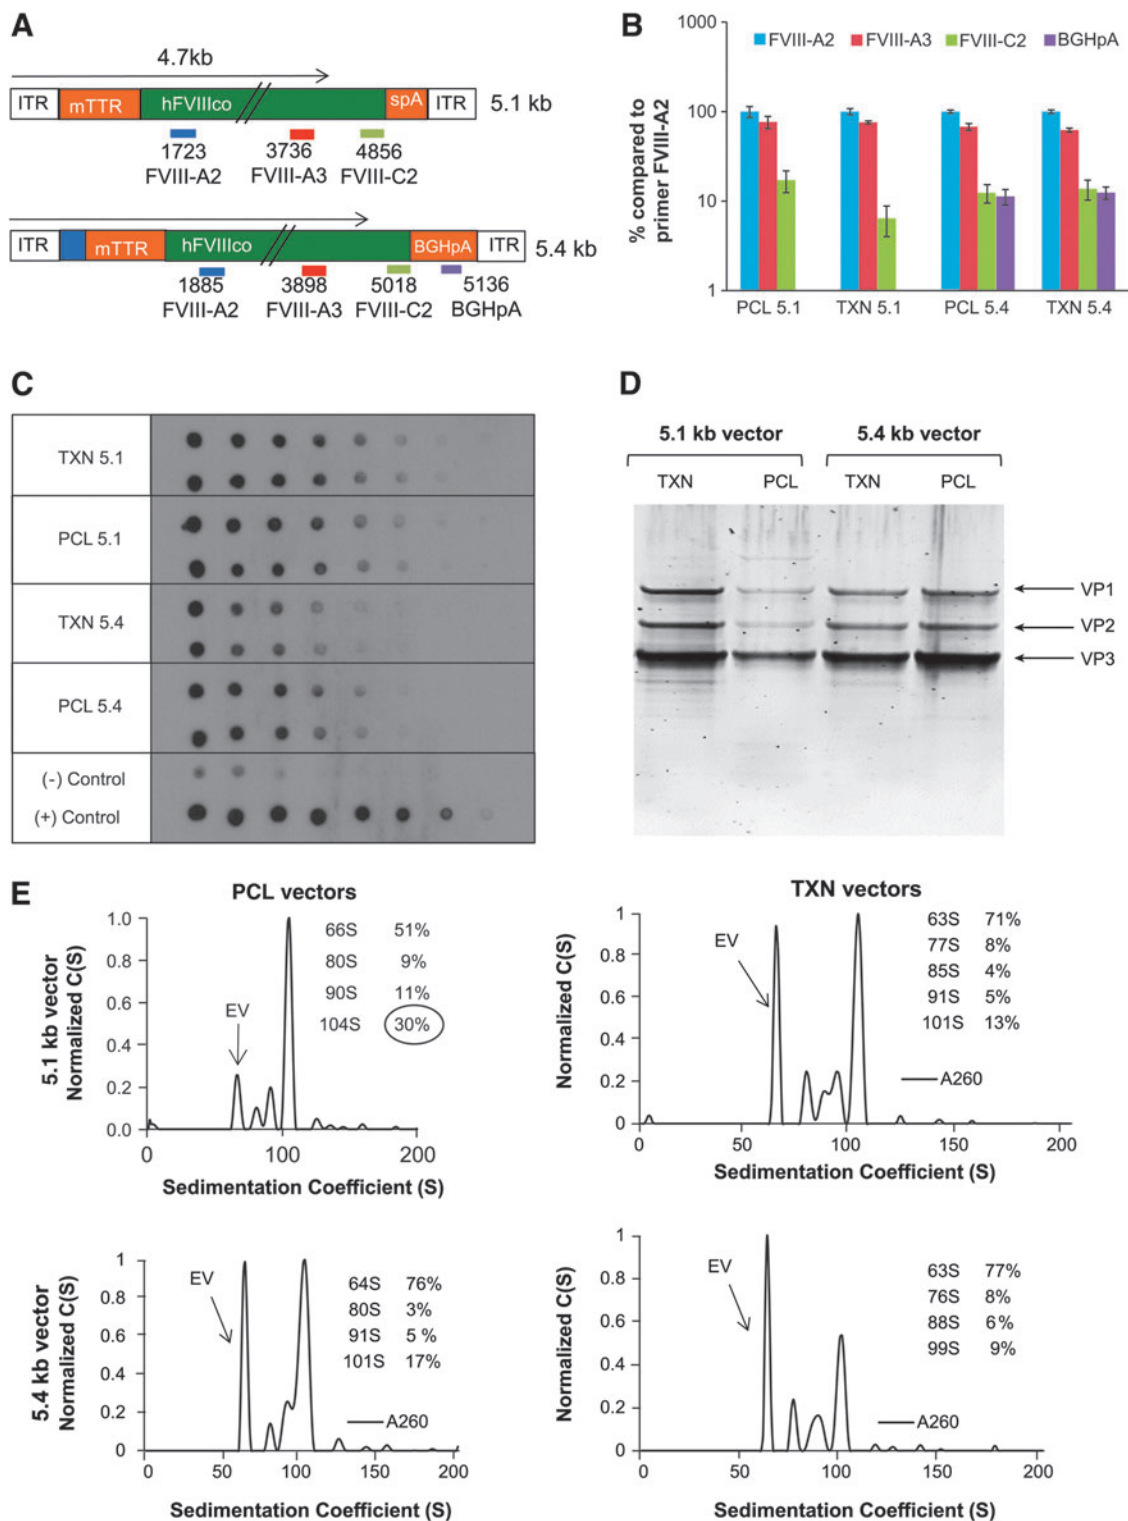 A
4.7kb
ITR mTTR hFVIIIco spA ITR 5.1 kb
1723 3736 4856
FVIII-A2 FVIII-A3 FVIII-C2
ITR mTTR hFVIIIco BGHpA ITR 5.4 kb
1885 3898 5018 5136
FVIII-A2 FVIII-A3 FVIII-C2 BGHpA
B
% compared to
primer FVIII-A2
1000
100
10
1
FVIII-A2 FVIII-A3 FVIII-C2 BGHpA
PCL 5.1 TXN 5.1 PCL 5.4 TXN 5.4
C
TXN 5.1
PCL 5.1
TXN 5.4
PCL 5.4
(-) Control
(+) Control
D
5.1 kb vector 5.4 kb vector
TXN PCL TXN PCL
VP1
VP2
VP3
E
PCL vectors
5.1 kb vector
Normalized C(S)
1.0
0.8
0.6
0.4
0.2
0.0
EV
66S 51%
80S 9%
90S 11%
104S 30%
0 100 200
Sedimentation Coefficient (S)
TXN vectors
Normalized C(S)
1
0.8
0.6
0.4
0.2
0
EV
63S 71%
77S 8%
85S 4%
91S 5%
101S 13%
A260
0 50 100 150 200
Sedimentation Coefficient (S)
5.4 kb vector
Normalized C(S)
1
0.8
0.6
0.4
0.2
0
EV
64S 76%
80S 3%
91S 5 %
101S 17%
A260
0 50 100 150 200
Sedimentation Coefficient (S)
Normalized C(S)
1
0.8
0.6
0.4
0.2
0
EV
63S 77%
76S 8%
88S 6 %
99S 9%
A260
0 50 100 150 200
Sedimentation Coefficient (S)